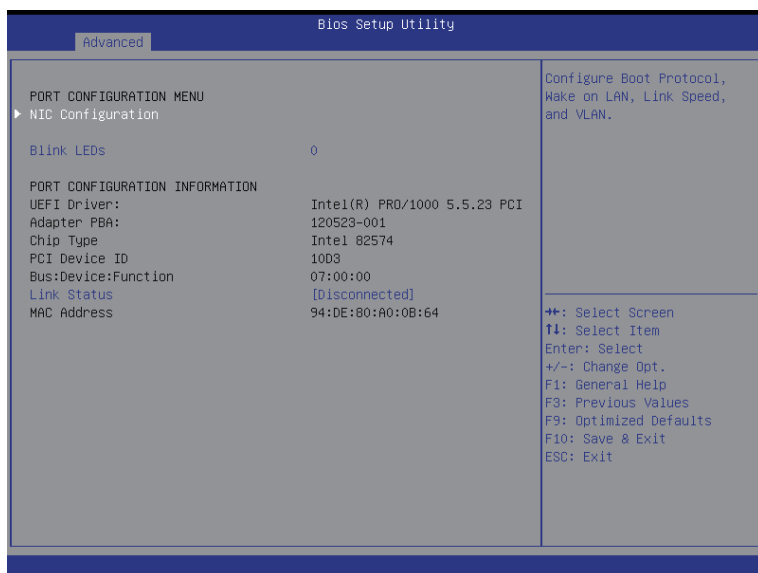 Bios Setup Utility
Advanced
PORT CONFIGURATION MENU
▶ NIC Configuration
Blink LEDs 0
PORT CONFIGURATION INFORMATION
UEFI Driver: Intel(R) PRO/1000 5.5.23 PCI
Adapter PBA: 120523-001
Chip Type Intel 82574
PCI Device ID 10D3
Bus:Device:Function 07:00:00
Link Status [Disconnected]
MAC Address 94:DE:80:A0:0B:64
Configure Boot Protocol,
Wake on LAN, Link Speed,
and VLAN.
→←: Select Screen
↑↓: Select Item
Enter: Select
+/-: Change Opt.
F1: General Help
F3: Previous Values
F9: Optimized Defaults
F10: Save & Exit
ESC: Exit